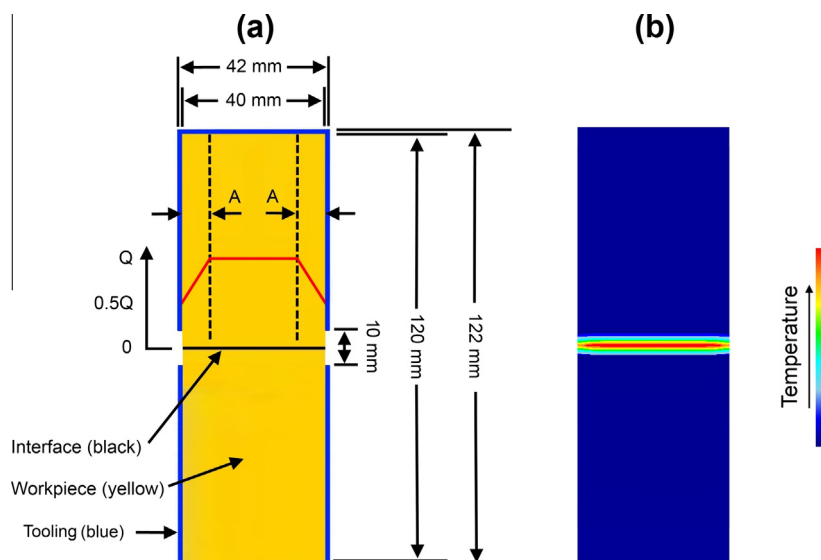 (a)
(b)
42 mm
40 mm
A
A
Q
0.5Q
0
10 mm
120 mm
122 mm
Interface (black)
Workpiece (yellow)
Tooling (blue)
Temperature